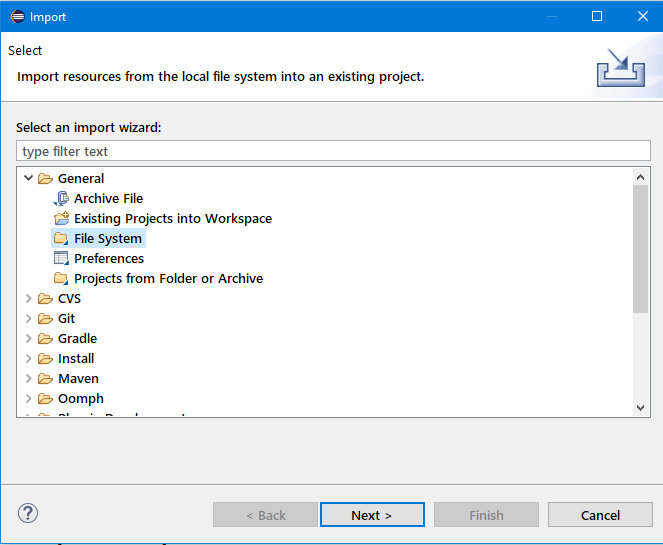 Import
Select
Import resources from the local file system into an existing project.
Select an import wizard:
type filter text
General
Archive File
Existing Projects into Workspace
File System
Preferences
Projects from Folder or Archive
CVS
Git
Gradle
Install
Maven
Oomph
? < Back Next > Finish Cancel